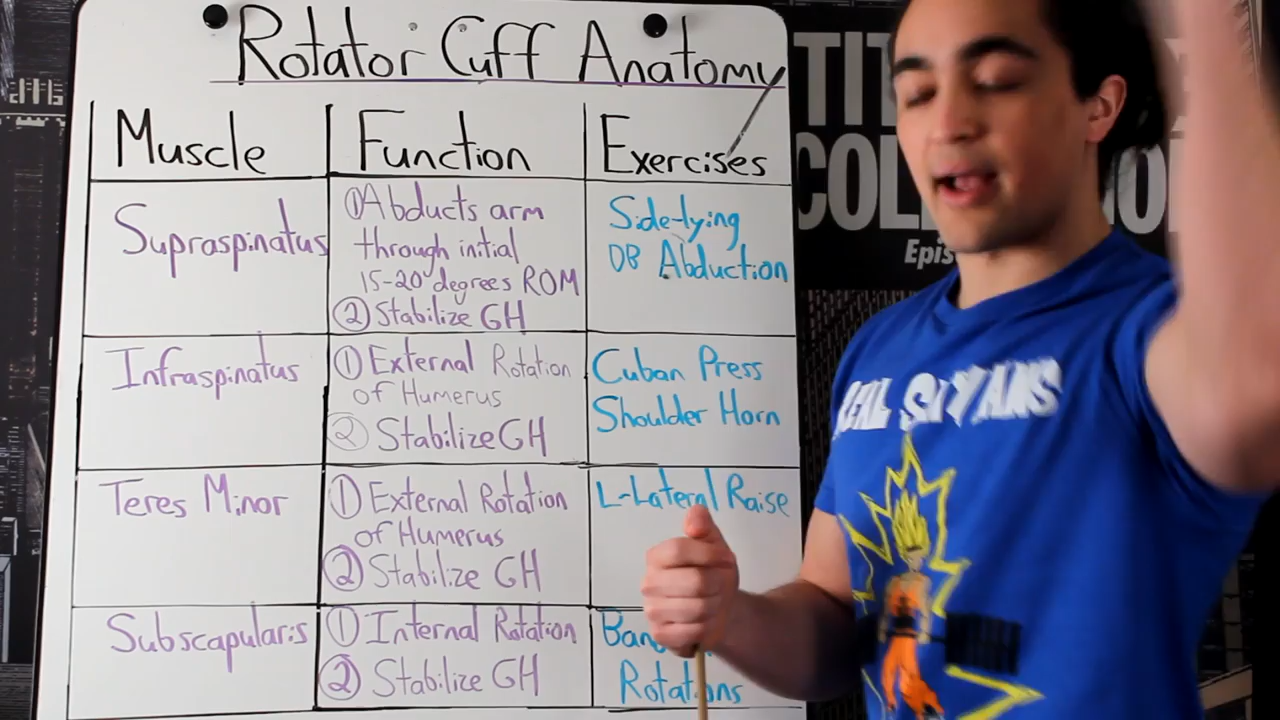 Rotator Cuff Anatomy
Muscle
Function
Exercises
Supraspinatus
①Abducts arm
through initial
15-20 degrees ROM
② Stabilize GH
Side-lying
DB Abduction
Infraspinatus
① External Rotation
of Humerus
② Stabilize GH
Cuban Press
Shoulder Horn
Teres Minor
① External Rotation
of Humerus
② Stabilize GH
L-Lateral Raise
Subscapularis
① Internal Rotation
② Stabilize GH
Rotations